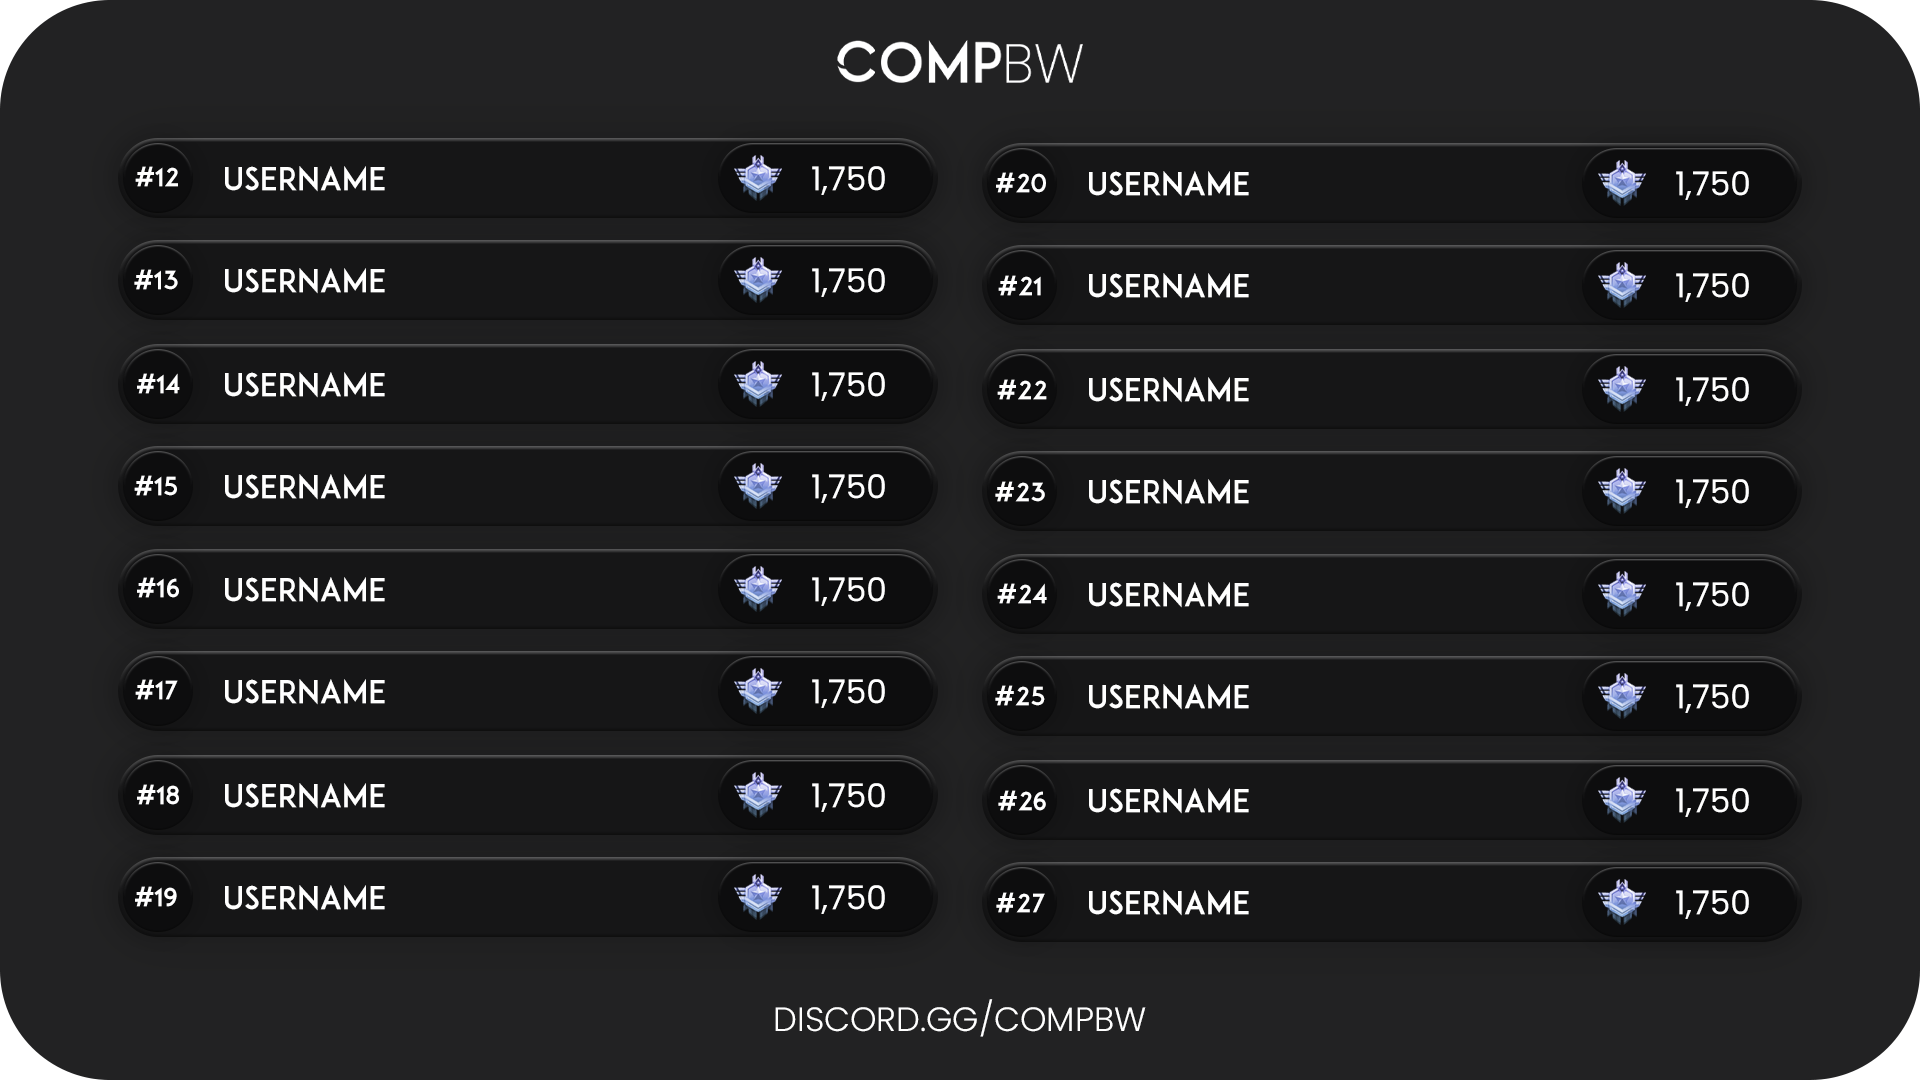 COMPBW
#12 USERNAME 1,750
#13 USERNAME 1,750
#14 USERNAME 1,750
#15 USERNAME 1,750
#16 USERNAME 1,750
#17 USERNAME 1,750
#18 USERNAME 1,750
#19 USERNAME 1,750
#20 USERNAME 1,750
#21 USERNAME 1,750
#22 USERNAME 1,750
#23 USERNAME 1,750
#24 USERNAME 1,750
#25 USERNAME 1,750
#26 USERNAME 1,750
#27 USERNAME 1,750
DISCORD.GG/COMPBW